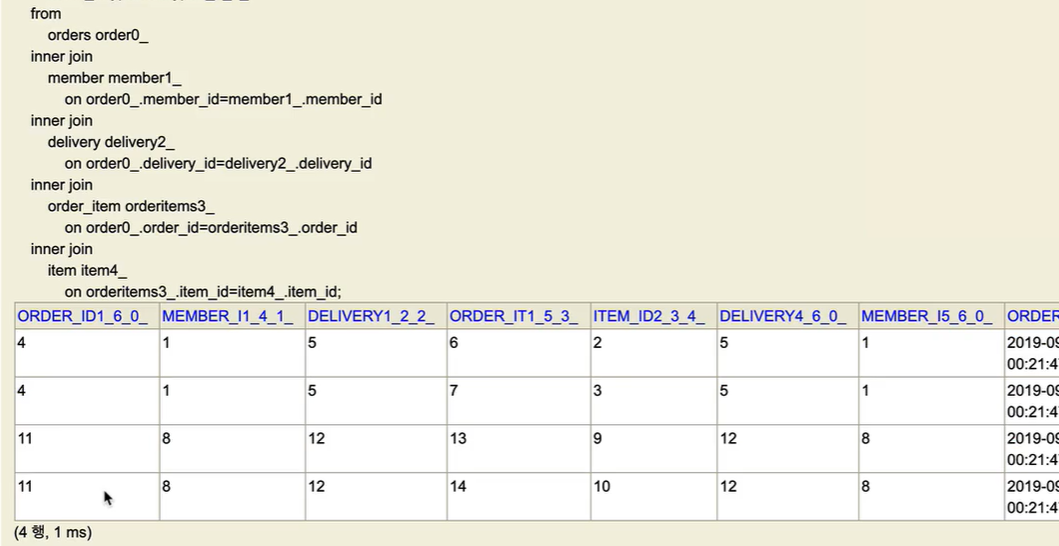 from
orders order0_
inner join
member member1_
on order0_.member_id=member1_.member_id
inner join
delivery delivery2_
on order0_.delivery_id=delivery2_.delivery_id
inner join
order_item orderitems3_
on order0_.order_id=orderitems3_.order_id
inner join
item item4_
on orderitems3_.item_id=item4_.item_id;
ORDER_ID1_6_0_ MEMBER_I1_4_1_ DELIVERY1_2_2_ ORDER_IT1_5_3_ ITEM_ID2_3_4_ DELIVERY4_6_0_ MEMBER_I5_6_0_ ORDER
4 1 5 6 2 5 1 2019-09
00:21:4
4 1 5 7 3 5 1 2019-09
00:21:4
11 8 12 13 9 12 8 2019-09
00:21:4
11 8 12 14 10 12 8 2019-09
00:21:4
(4 행, 1 ms)